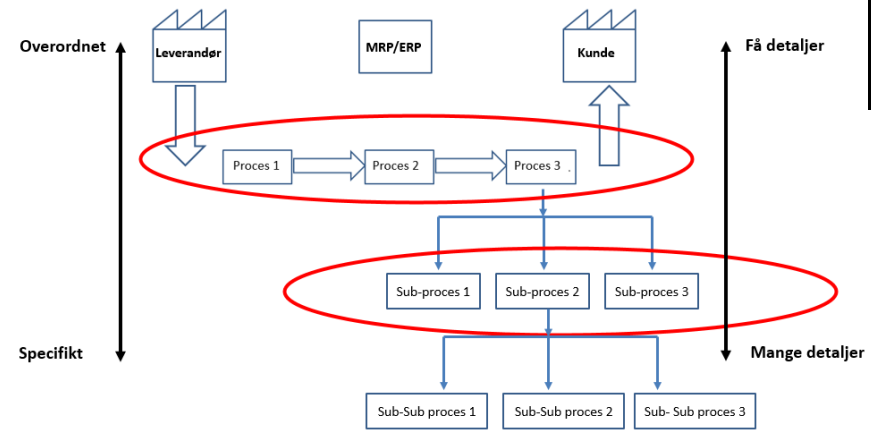 Overordnet
Leverandør
MRP/ERP
Kunde
Få detaljer
Proces 1
Proces 2
Proces 3 .
Sub-proces 1
Sub-proces 2
Sub-proces 3
Specifikt
Mange detaljer
Sub-Sub proces 1
Sub-Sub proces 2
Sub- Sub proces 3